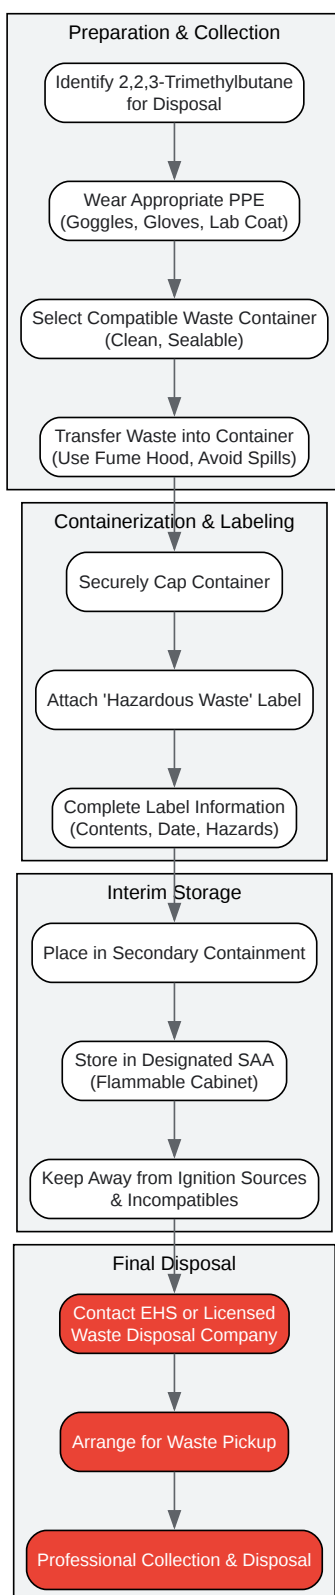 Preparation & Collection
Identify 2,2,3-Trimethylbutane
for Disposal
Wear Appropriate PPE
(Goggles, Gloves, Lab Coat)
Select Compatible Waste Container
(Clean, Sealable)
Transfer Waste into Container
(Use Fume Hood, Avoid Spills)
Containerization & Labeling
Securely Cap Container
Attach 'Hazardous Waste' Label
Complete Label Information
(Contents, Date, Hazards)
Interim Storage
Place in Secondary Containment
Store in Designated SAA
(Flammable Cabinet)
Keep Away from Ignition Sources
& Incompatibles
Final Disposal
Contact EHS or Licensed
Waste Disposal Company
Arrange for Waste Pickup
Professional Collection & Disposal